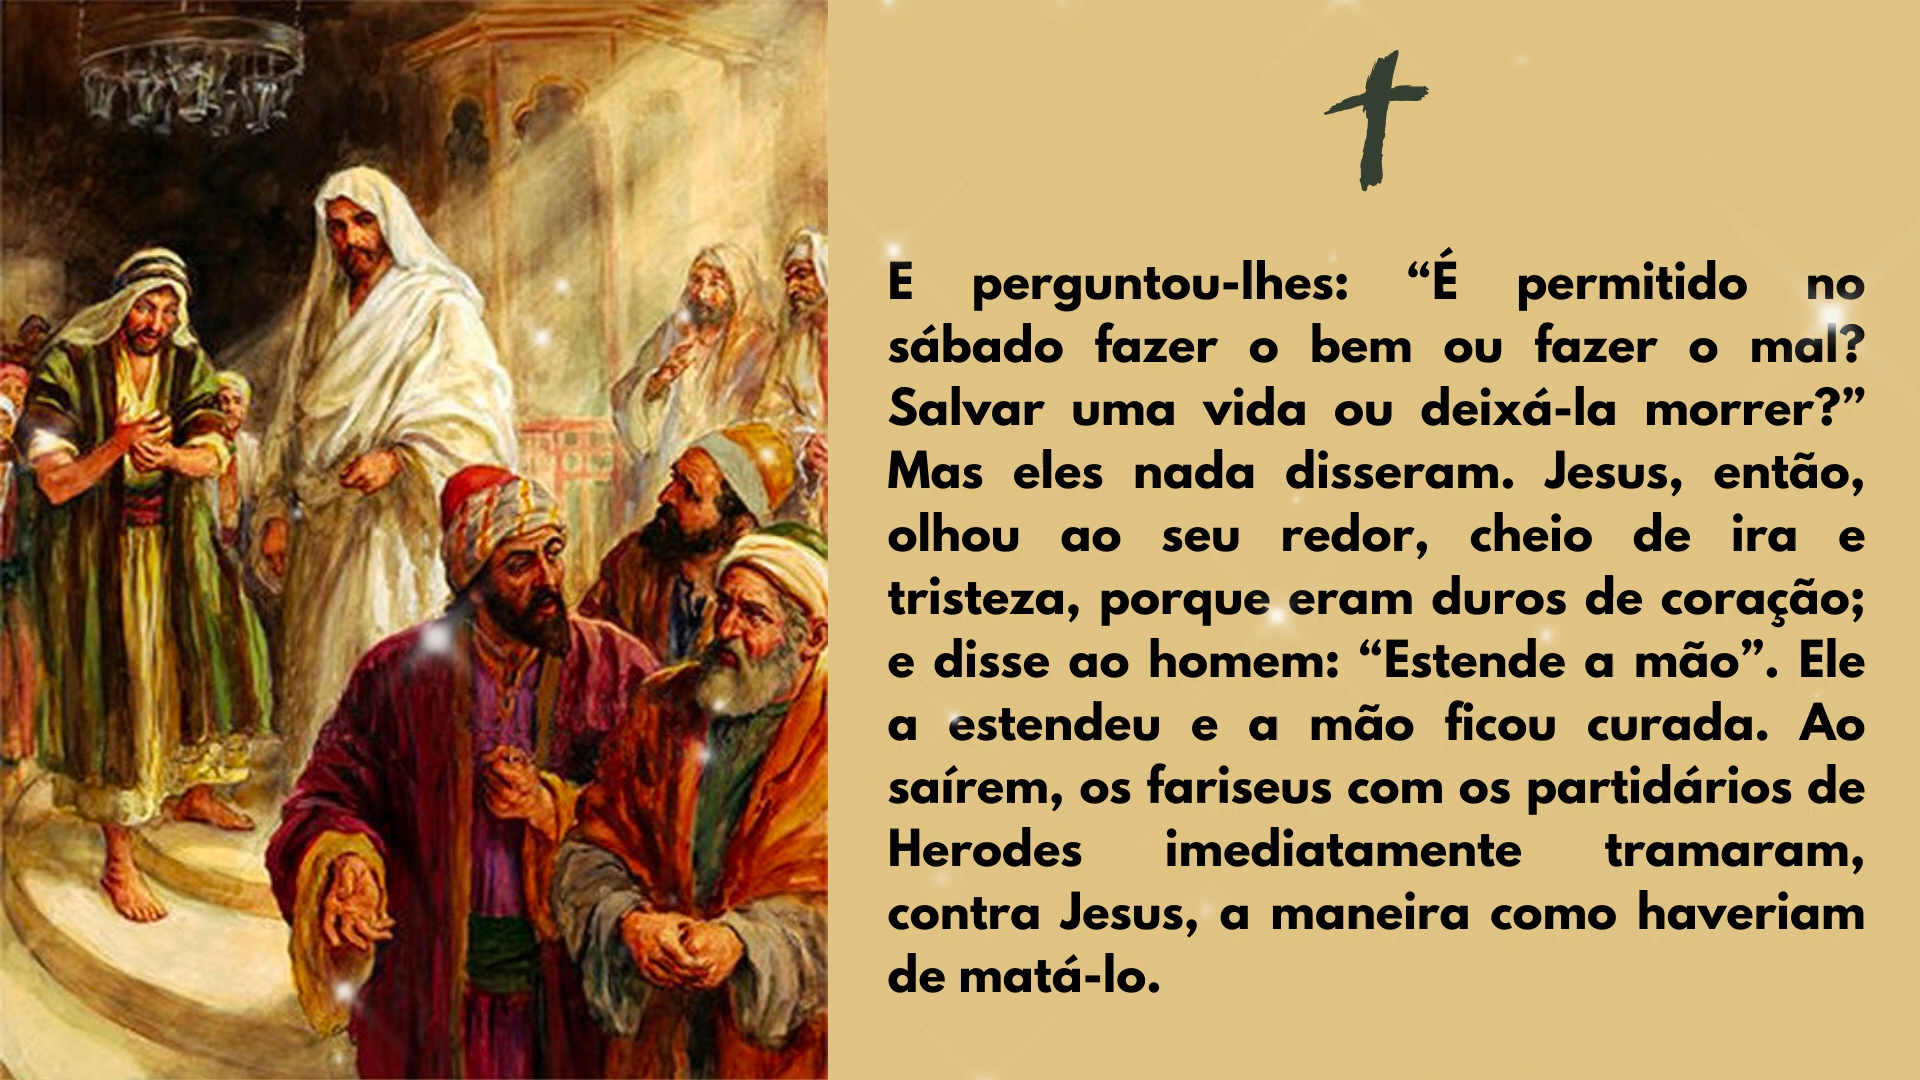 E perguntou-lhes: “É permitido no
sábado fazer o bem ou fazer o mal?
Salvar uma vida ou deixá-la morrer?”
Mas eles nada disseram. Jesus, então,
olhou ao seu redor, cheio de ira e
tristeza, porque eram duros de coração;
e disse ao homem: “Estende a mão”. Ele
a estendeu e a mão ficou curada. Ao
saírem, os fariseus com os partidários de
Herodes imediatamente tramaram,
contra Jesus, a maneira como haveriam
de matá-lo.